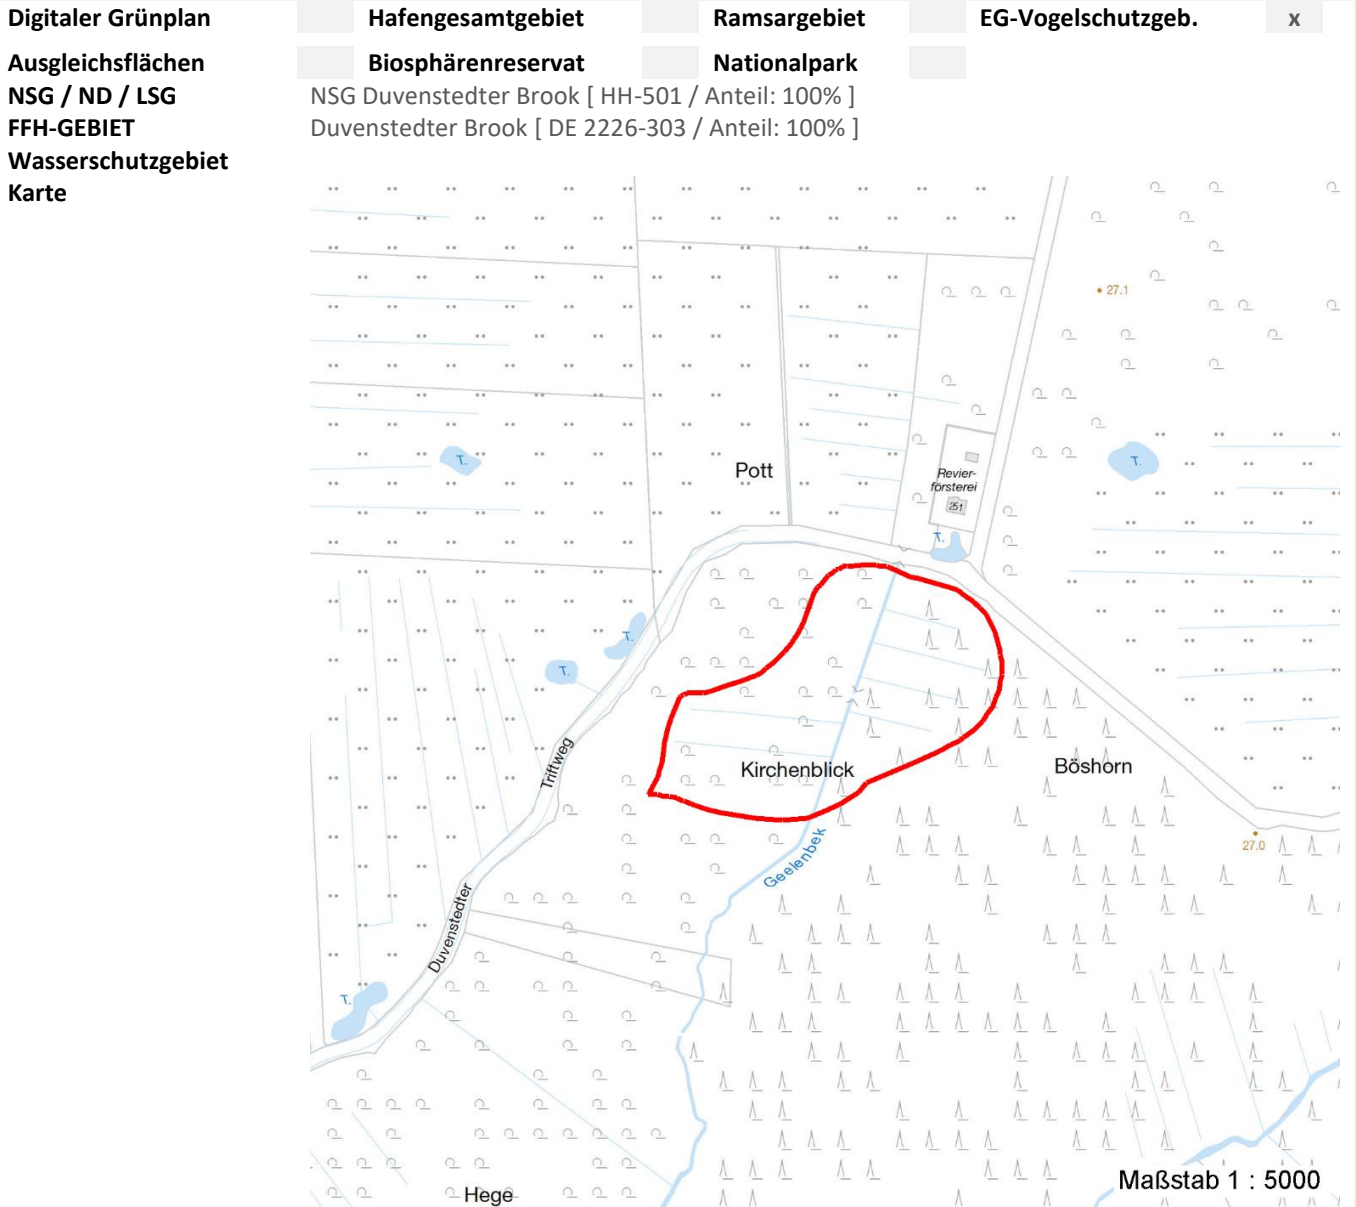 Digitaler Grünplan Hafengesamtgebiet Ramsargebiet EG-Vogelschutzgeb. x
Ausgleichsflächen Biosphärenreservat Nationalpark
NSG / ND / LSG NSG Duvenstedter Brook [ HH-501 / Anteil: 100% ]
FFH-GEBIET Duvenstedter Brook [ DE 2226-303 / Anteil: 100% ]
Wasserschutzgebiet
Karte
27.1
T.
T.
Pott
Revier-
försterei
251
T.
T.
T.
Triftweg
Kirchenblick
Böshorn
27.0
Geelenbek
Duvenstedter
T.
Maßstab 1 : 5000
Hege